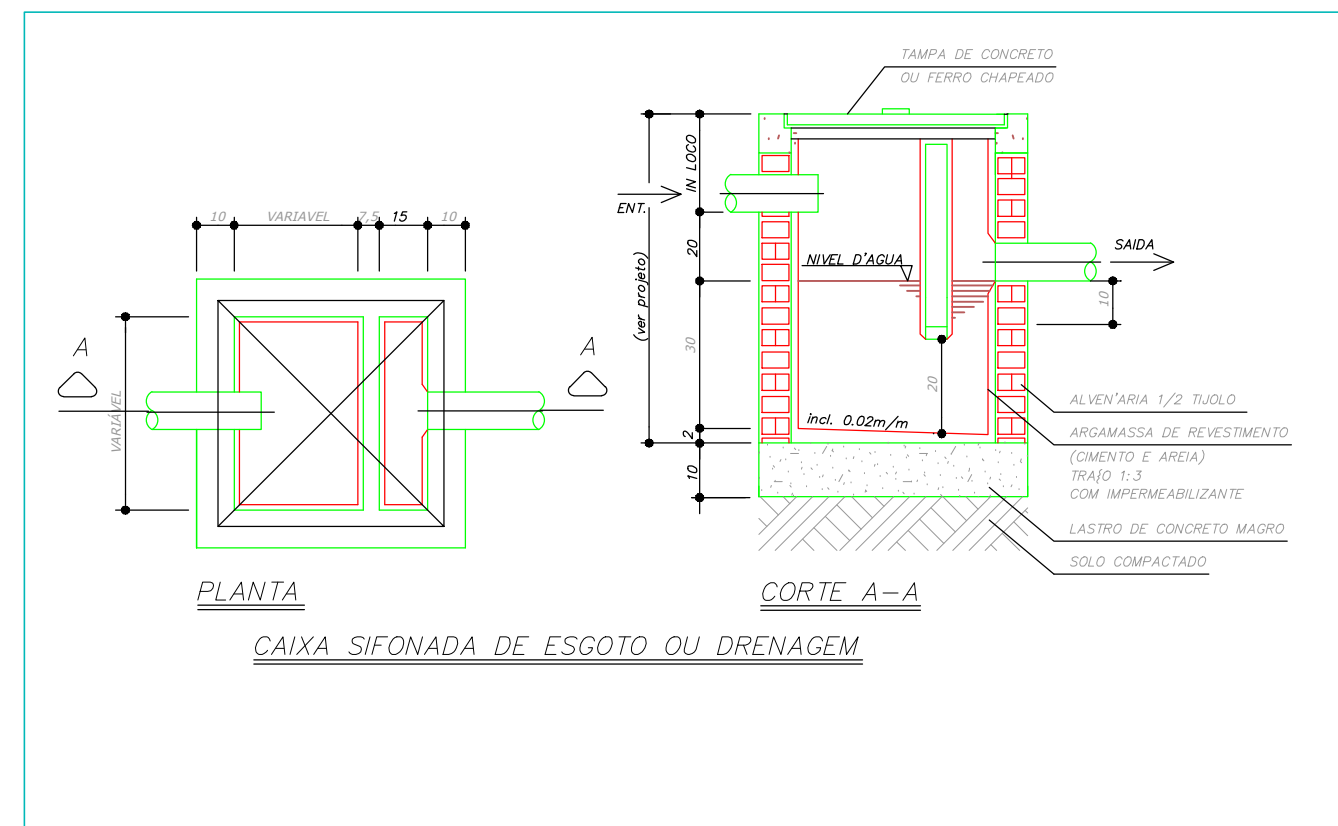 10
VARIAVEL
7,5
15
10
A
A
VARIÁVEL
PLANTA
TAMPA DE CONCRETO
OU FERRO CHAPEADO
IN LOCO
ENT.
20
(ver projeto)
NIVEL D'AGUA
SAIDA
10
30
20
incl. 0.02m/m
2
10
ALVEN'ARIA 1/2 TIJOLO
ARGAMASSA DE REVESTIMENTO
(CIMENTO E AREIA)
TRA{O 1:3
COM IMPERMEABILIZANTE
LASTRO DE CONCRETO MAGRO
SOLO COMPACTADO
CORTE A-A
CAIXA SIFONADA DE ESGOTO OU DRENAGEM